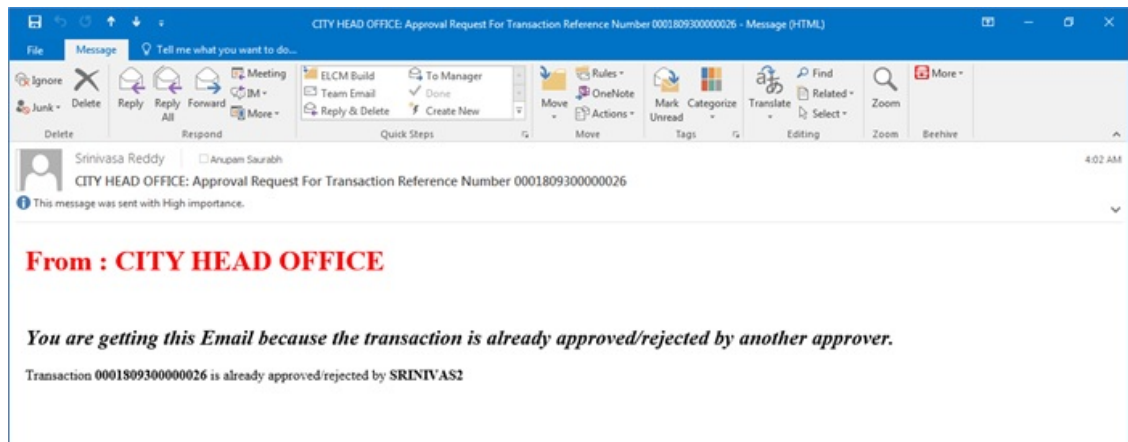 CITY HEAD OFFICE: Approval Request For Transaction Reference Number 0001809300000026 - Message (HTML)
File Message Tell me what you want to do...
Ignore
Junk
Delete
Reply
Reply All
Forward
Meeting
IM
More
ELCM Build
Team Email
Reply & Delete
To Manager
Done
Create New
Move
Rules
OneNote
Actions
Mark Unread
Categorize
Translate
Find
Related
Select
Zoom
More
Delete Respond Quick Steps Move Tags Editing Zoom Beehive
Srinivasa Reddy Anupam Saurabh 4:02 AM
CITY HEAD OFFICE: Approval Request For Transaction Reference Number 0001809300000026
This message was sent with High importance.
From : CITY HEAD OFFICE
You are getting this Email because the transaction is already approved/rejected by another approver.
Transaction 0001809300000026 is already approved/rejected by SRINIVAS2